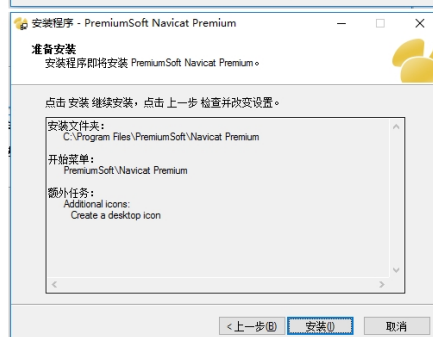 安装程序 - PremiumSoft Navicat Premium
准备安装
安装程序即将安装 PremiumSoft Navicat Premium。
点击 安装 继续安装，点击 上一步 检查并改变设置。
安装文件夹:
C:\Program Files\PremiumSoft\Navicat Premium
开始菜单:
PremiumSoft\Navicat Premium
额外任务:
Additional icons:
Create a desktop icon
<上一步(B) 安装(I) 取消